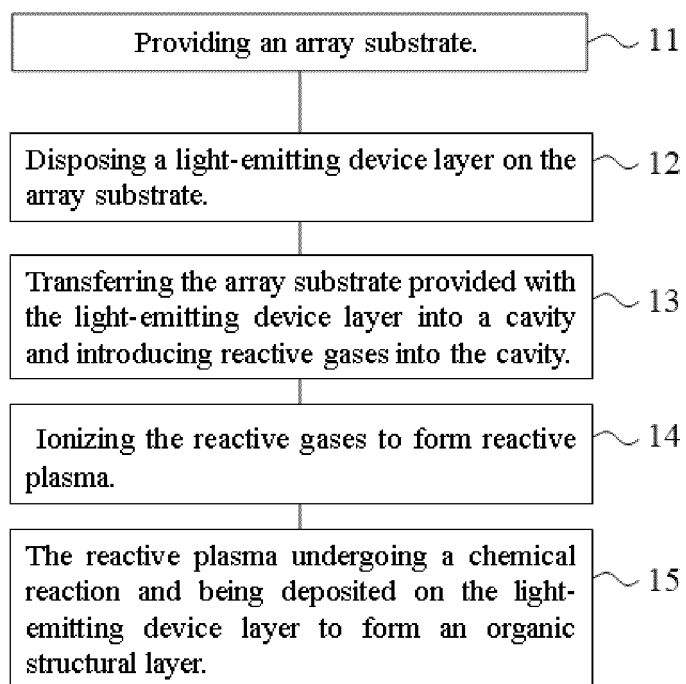 Providing an array substrate.
11
Disposing a light-emitting device layer on the
array substrate.
12
Transferring the array substrate provided with
the light-emitting device layer into a cavity
and introducing reactive gases into the cavity.
13
Ionizing the reactive gases to form reactive
plasma.
14
The reactive plasma undergoing a chemical
reaction and being deposited on the light-
emitting device layer to form an organic
structural layer.
15